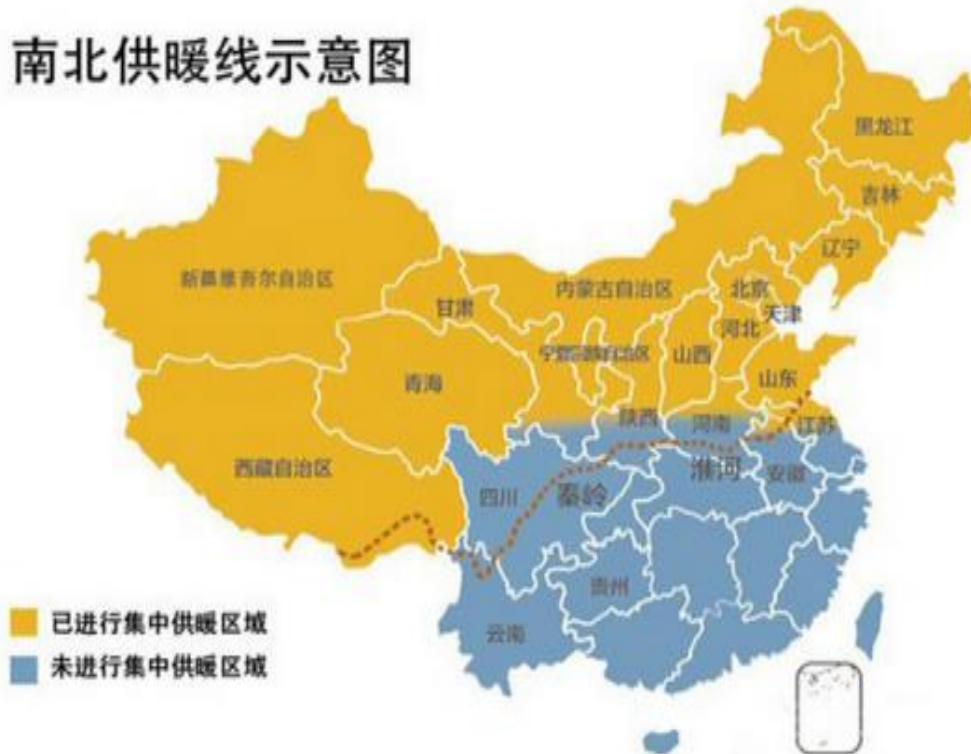 南北供暖线示意图
黑龙江
吉林
辽宁
新疆维吾尔自治区
内蒙古自治区
北京
天津
甘肃
河北
宁夏回族自治区
山西
山东
青海
陕西
河南
江苏
西藏自治区
四川
秦岭
淮河
安徽
贵州
云南
已进行集中供暖区域
未进行集中供暖区域